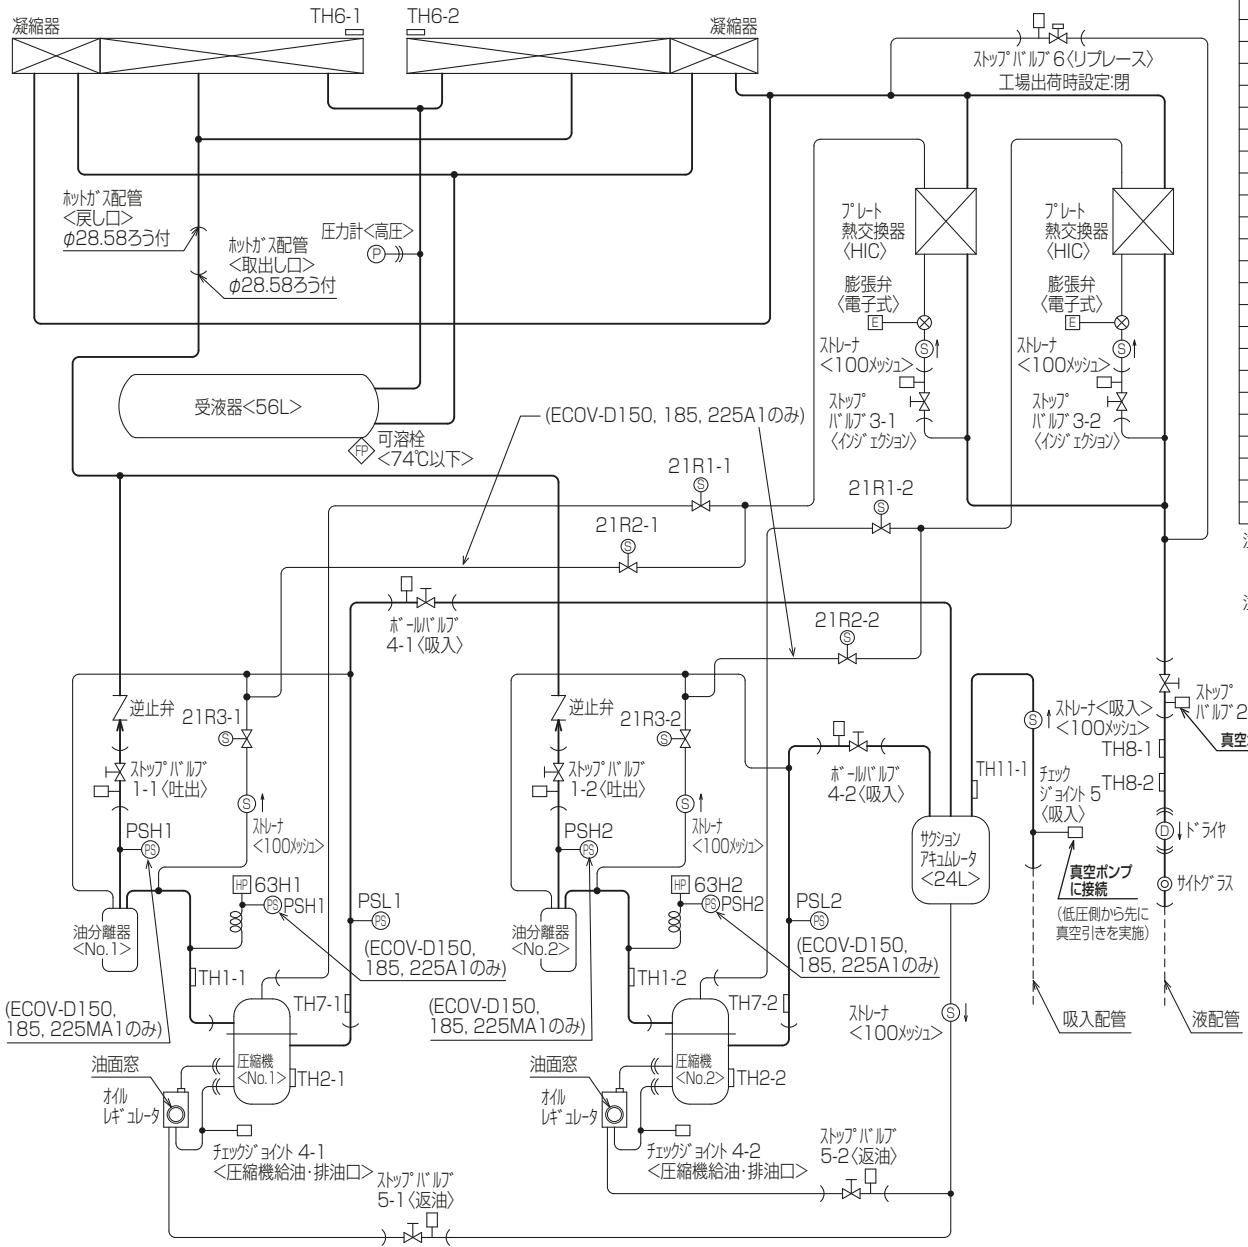 凝縮器
TH6-1
TH6-2
凝縮器
ストップバルブ6〈リプレース〉
工場出荷時設定:閉
ホットガス配管
<戻し口>
φ28.58ろう付
ホットガス配管
<取出し口>
φ28.58ろう付
圧力計<高圧>
P
プレート
熱交換器
〈HIC〉
プレート
熱交換器
〈HIC〉
膨張弁
〈電子式〉
E
膨張弁
〈電子式〉
E
ストレーナ
<100メッシュ>
S
ストレーナ
<100メッシュ>
S
ストップ
バルブ3-1
〈インジェクション〉
ストップ
バルブ3-2
〈インジェクション〉
受液器<56L>
FP
可溶栓
<74℃以下>
(ECOV-D150, 185, 225A1のみ)
21R1-1
S
21R1-2
S
21R2-1
S
ボールバルブ
4-1〈吸入〉
21R2-2
S
逆止弁
21R3-1
S
逆止弁
21R3-2
S
ストップバルブ
1-1〈吐出〉
ストップバルブ
1-2〈吐出〉
ボールバルブ
4-2〈吸入〉
S
ストレーナ<吸入>
<100メッシュ>
ストップ
バルブ2
真空
TH8-1
TH8-2
TH11-1
チェック
ジョイント5
〈吸入〉
S
ストレーナ
<100メッシュ>
S
ストレーナ
<100メッシュ>
サクション
アキュムレータ
<24L>
D
ドライヤ
サイトグラス
真空ポンプ
に接続
(低圧側から先に
真空引きを実施)
PSH1
PS
PSH2
PS
HP
63H1
PS
PSH1
PSL1
PS
HP
63H2
PS
PSH2
PSL2
PS
油分離器
<No.1>
油分離器
<No.2>
(ECOV-D150,
185, 225A1のみ)
(ECOV-D150,
185, 225A1のみ)
TH1-1
TH7-1
TH1-2
TH7-2
(ECOV-D150,
185, 225MA1のみ)
(ECOV-D150,
185, 225MA1のみ)
ストレーナ
<100メッシュ>
S
吸入配管
液配管
油面窓
圧縮機
<No.1>
TH2-1
油面窓
圧縮機
<No.2>
TH2-2
オイル
レギュレータ
オイル
レギュレータ
チェックジョイント 4-1
<圧縮機給油・排油口>
チェックジョイント 4-2
<圧縮機給油・排油口>
ストップバルブ
5-2〈返油〉
ストップバルブ
5-1〈返油〉